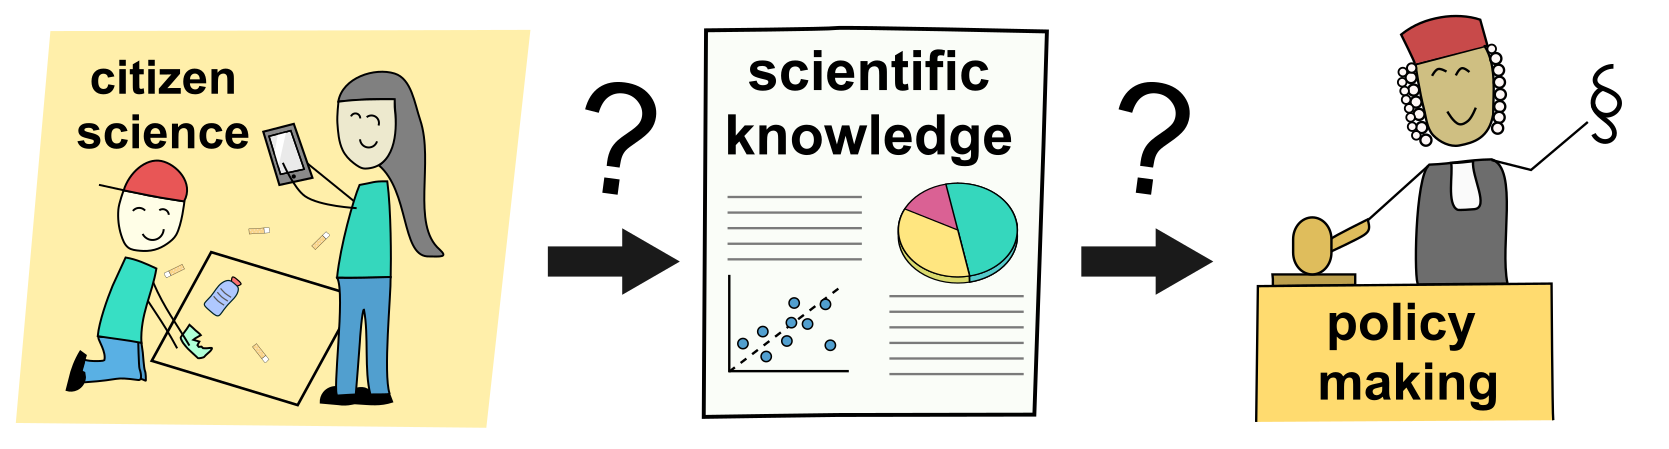 citizen
science
?
scientific
knowledge
?
§
policy
making